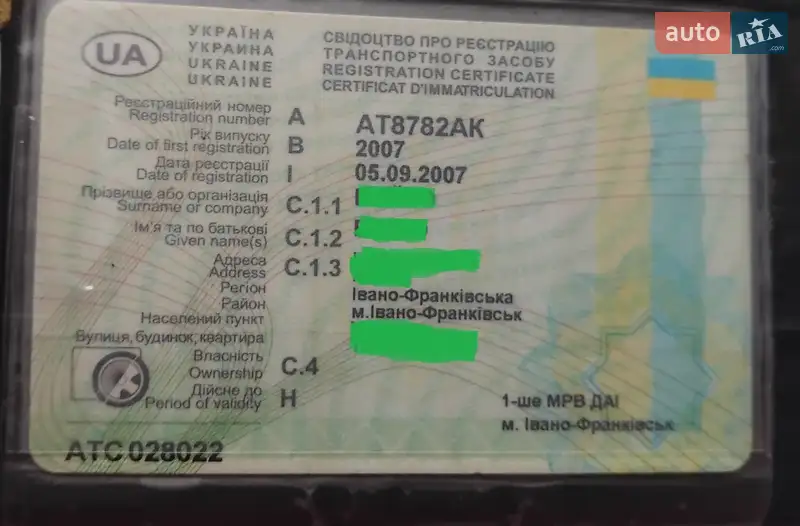 auto RIA .com
UA
УКРАЇНА
УКРАИНА
UKRAINE
UKRAINE
СВІДОЦТВО ПРО РЕЄСТРАЦІЮ
ТРАНСПОРТНОГО ЗАСОБУ
REGISTRATION CERTIFICATE
CERTIFICAT D'IMMATRICULATION
Реєстраційний номер
Registration number A AT8782AK
Рік випуску
Date of first registration B 2007
Дата реєстрації
Date of registration I 05.09.2007
Прізвище або організація
Surname or company C.1.1
Ім'я та по батькові
Given name(s) C.1.2
Адреса
Address C.1.3
Регіон Івано-Франківська
Район
Населений пункт м.Івано-Франківськ
Вулиця, будинок, квартира
Власність
Ownership C.4
Дійсне до
Period of validity H
1-ше МРВ ДАІ
м. Івано-Франківськ
ATC 028022